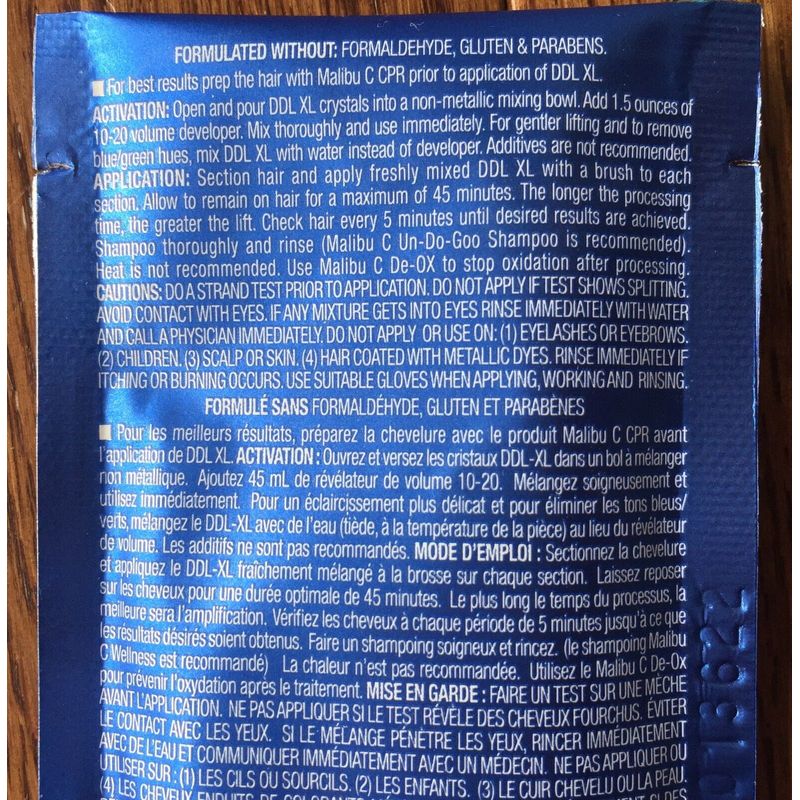 FORMULATED WITHOUT: FORMALDEHYDE, GLUTEN & PARABENS.
■ For best results prep the hair with Malibu C CPR prior to application of DDL XL.
ACTIVATION: Open and pour DDL XL crystals into a non-metallic mixing bowl. Add 1.5 ounces of
10-20 volume developer. Mix thoroughly and use immediately. For gentler lifting and to remove
blue/green hues, mix DDL XL with water instead of developer. Additives are not recommended.
APPLICATION: Section hair and apply freshly mixed DDL XL with a brush to each
section. Allow to remain on hair for a maximum of 45 minutes. The longer the processing
time, the greater the lift. Check hair every 5 minutes until desired results are achieved.
Shampoo thoroughly and rinse (Malibu C Un-Do-Goo Shampoo is recommended).
Heat is not recommended. Use Malibu C De-OX to stop oxidation after processing.
CAUTIONS: DO A STRAND TEST PRIOR TO APPLICATION. DO NOT APPLY IF TEST SHOWS SPLITTING.
AVOID CONTACT WITH EYES. IF ANY MIXTURE GETS INTO EYES RINSE IMMEDIATELY WITH WATER
AND CALL A PHYSICIAN IMMEDIATELY. DO NOT APPLY OR USE ON: (1) EYELASHES OR EYEBROWS.
(2) CHILDREN. (3) SCALP OR SKIN. (4) HAIR COATED WITH METALLIC DYES. RINSE IMMEDIATELY IF
ITCHING OR BURNING OCCURS. USE SUITABLE GLOVES WHEN APPLYING, WORKING AND RINSING.
FORMULÉ SANS FORMALDÉHYDE, GLUTEN ET PARABÈNES
■ Pour les meilleurs résultats, préparez la chevelure avec le produit Malibu C CPR avant
l'application de DDL XL. ACTIVATION : Ouvrez et versez les cristaux DDL-XL dans un bol à mélanger
non métallique. Ajoutez 45 mL de révélateur de volume 10-20. Mélangez soigneusement et
utilisez immédiatement. Pour un éclaircissement plus délicat et pour éliminer les tons bleus/
verts, mélangez le DDL-XL avec de l'eau (tiède, à la température de la pièce) au lieu du révélateur
de volume. Les additifs ne sont pas recommandés. MODE D'EMPLOI : Sectionnez la chevelure
et appliquez le DDL-XL fraîchement mélangé à la brosse sur chaque section. Laissez reposer
sur les cheveux pour une durée optimale de 45 minutes. Le plus long le temps du processus, la
meilleure sera l'amplification. Vérifiez les cheveux à chaque période de 5 minutes jusqu'à ce que
les résultats désirés soient obtenus. Faire un shampoing soigneux et rincez. (le shampoing Malibu
C Wellness est recommandé) La chaleur n'est pas recommandée. Utilisez le Malibu C De-Ox
pour prévenir l'oxydation après le traitement. MISE EN GARDE : FAIRE UN TEST SUR UNE MÈCHE
AVANT L'APPLICATION. NE PAS APPLIQUER SI LE TEST RÉVÈLE DES CHEVEUX FOURCHUS. ÉVITER
LE CONTACT AVEC LES YEUX. SI LE MÉLANGE PÉNÈTRE LES YEUX, RINCER IMMÉDIATEMENT
AVEC DE L'EAU ET COMMUNIQUER IMMÉDIATEMENT AVEC UN MÉDECIN. NE PAS APPLIQUER OU
UTILISER SUR : (1) LES CILS OU SOURCILS. (2) LES ENFANTS. (3) LE CUIR CHEVELU OU LA PEAU.
(4) LES CHEVEUX ENDUITS DE
013622